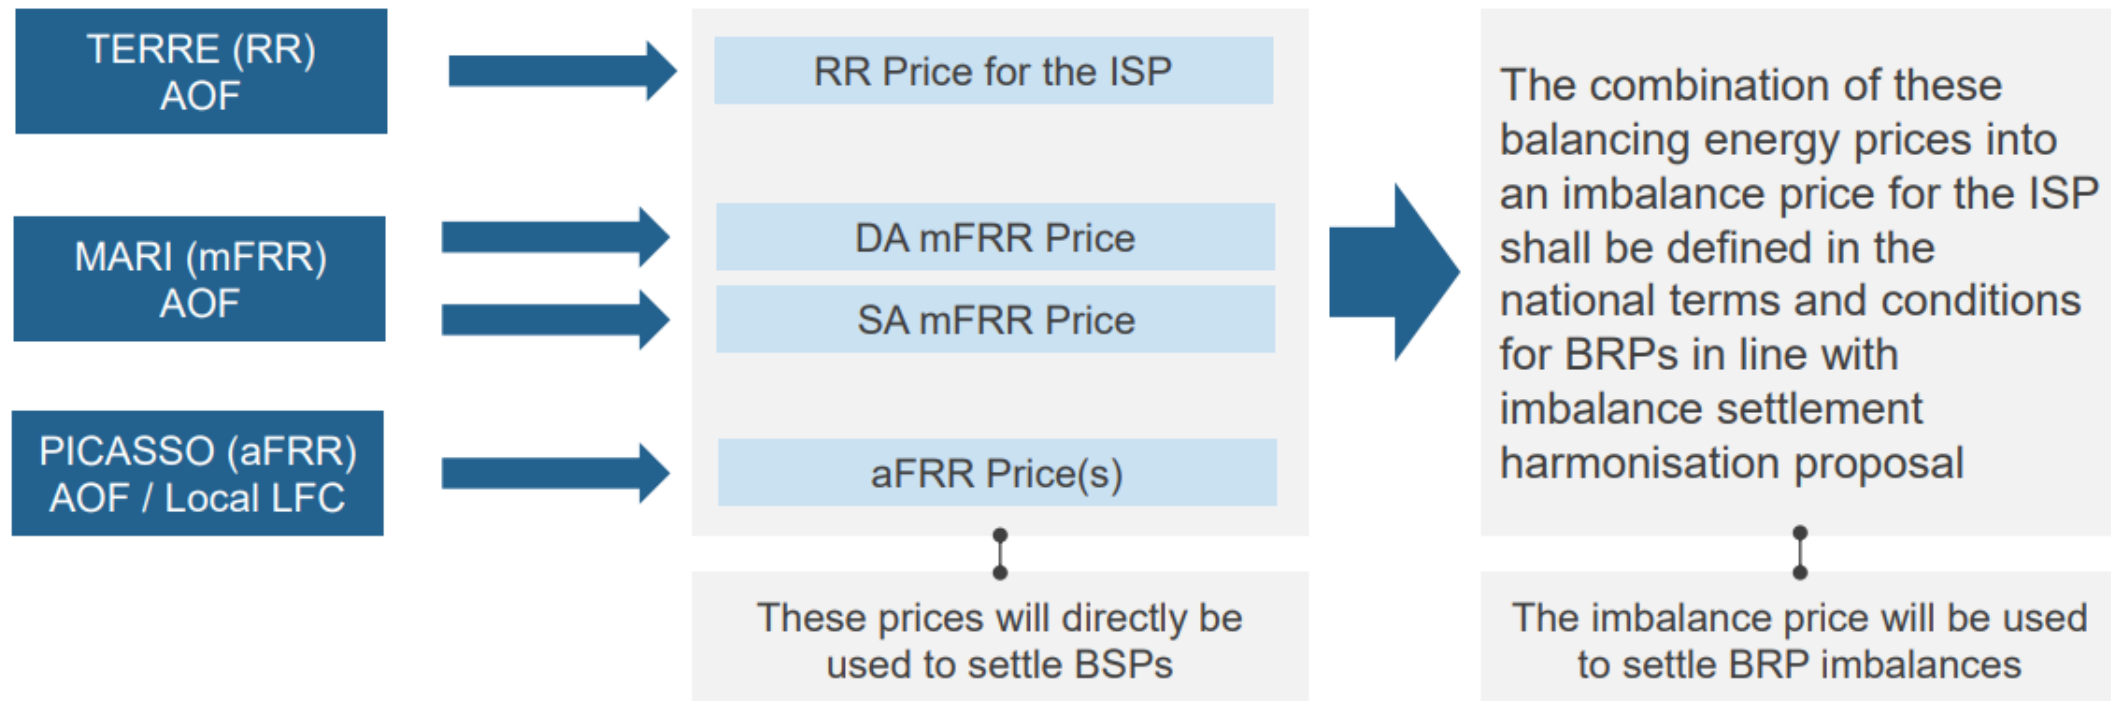 TERRE (RR)
AOF
RR Price for the ISP
MARI (mFRR)
AOF
DA mFRR Price
SA mFRR Price
PICASSO (aFRR)
AOF / Local LFC
aFRR Price(s)
These prices will directly be
used to settle BSPs
The combination of these
balancing energy prices into
an imbalance price for the ISP
shall be defined in the
national terms and conditions
for BRPs in line with
imbalance settlement
harmonisation proposal
The imbalance price will be used
to settle BRP imbalances